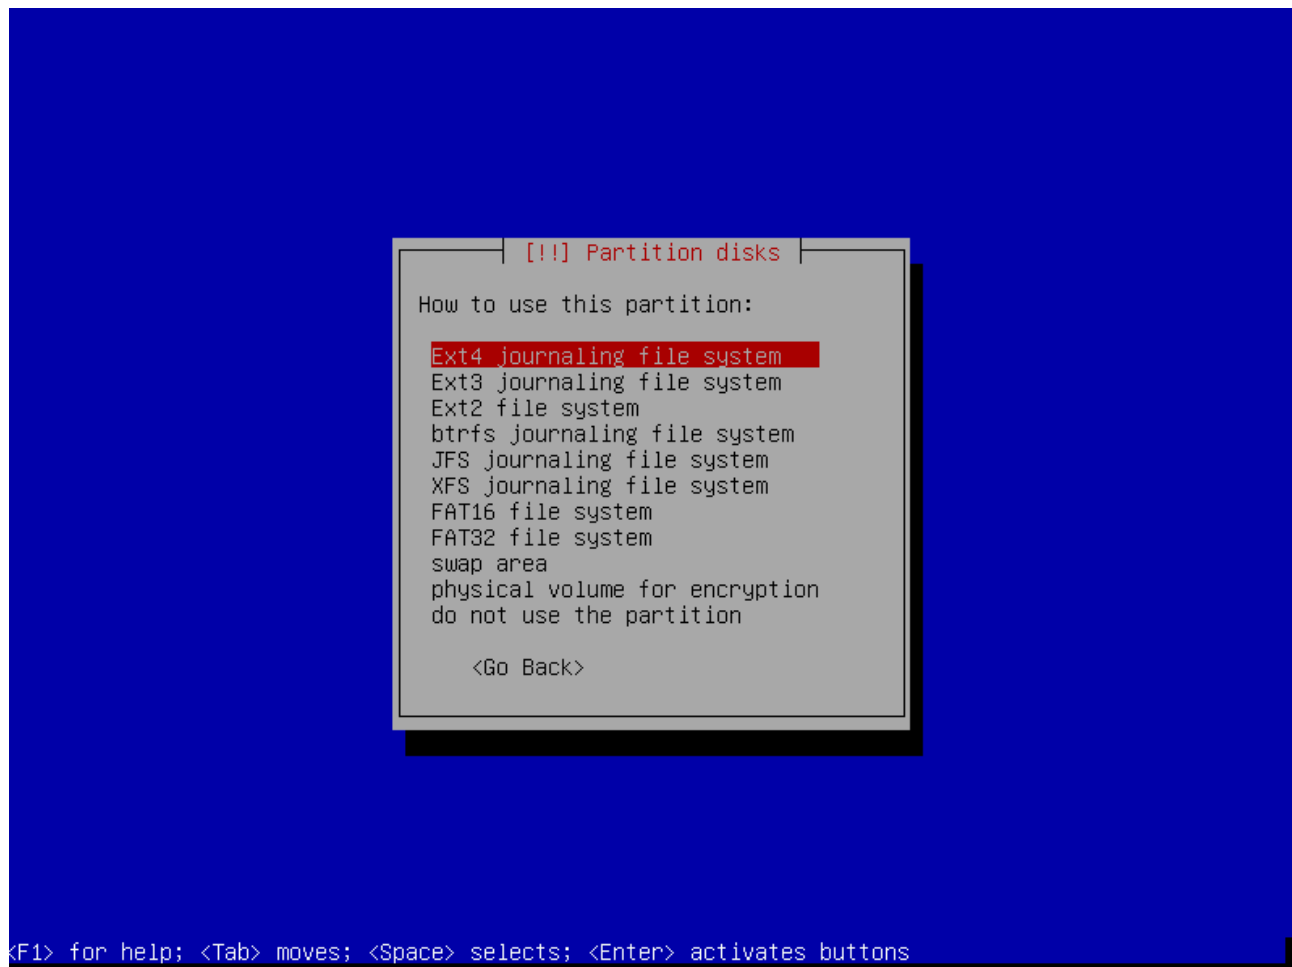 [!!] Partition disks
How to use this partition:
Ext4 journaling file system
Ext3 journaling file system
Ext2 file system
btrfs journaling file system
JFS journaling file system
XFS journaling file system
FAT16 file system
FAT32 file system
swap area
physical volume for encryption
do not use the partition
<Go Back>
<F1> for help; <Tab> moves; <Space> selects; <Enter> activates buttons